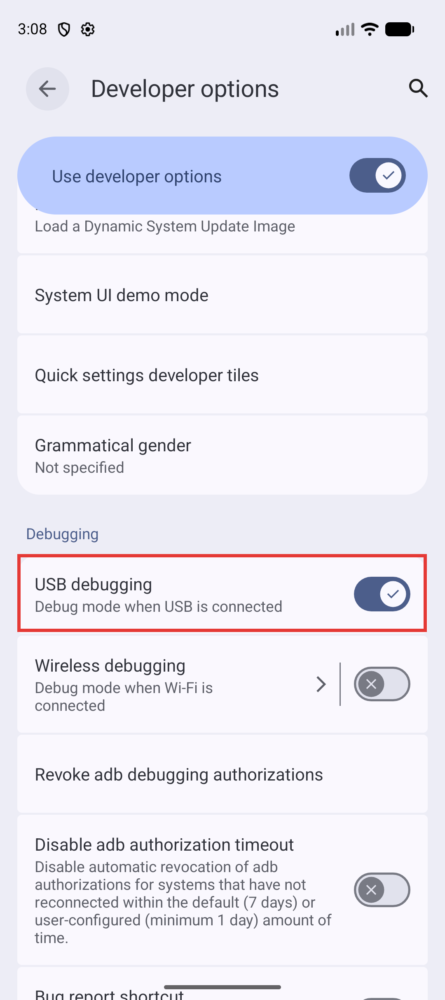 3:08
Developer options
Use developer options
Load a Dynamic System Update Image
System UI demo mode
Quick settings developer tiles
Grammatical gender
Not specified
Debugging
USB debugging
Debug mode when USB is connected
Wireless debugging
Debug mode when Wi-Fi is
connected
Revoke adb debugging authorizations
Disable adb authorization timeout
Disable automatic revocation of adb
authorizations for systems that have not
reconnected within the default (7 days) or
user-configured (minimum 1 day) amount of
time.
Bug report shortcut